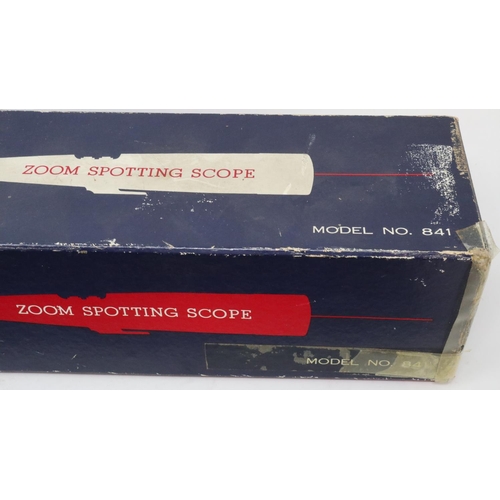 ZOOM SPOTTING SCOPE
MODEL NO. 841
ZOOM SPOTTING SCOPE
MODEL NO